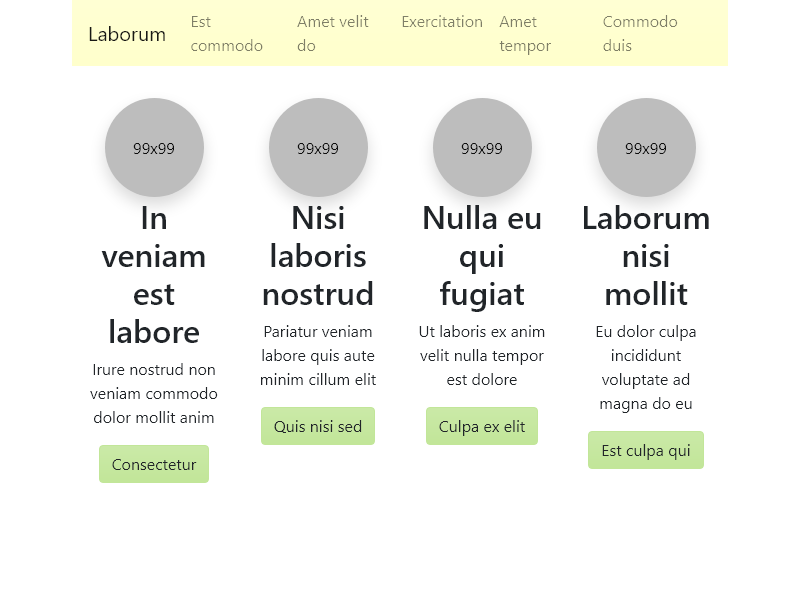 Laborum
Est
commodo
Amet velit
do
Exercitation
Amet
tempor
Commodo
duis
99x99
In
veniam
est
labore
Irure nostrud non
veniam commodo
dolor mollit anim
Consectetur
99x99
Nisi
laboris
nostrud
Pariatur veniam
labore quis aute
minim cillum elit
Quis nisi sed
99x99
Nulla eu
qui
fugiat
Ut laboris ex anim
velit nulla tempor
est dolore
Culpa ex elit
99x99
Laborum
nisi
mollit
Eu dolor culpa
incididunt
voluptate ad
magna do eu
Est culpa qui